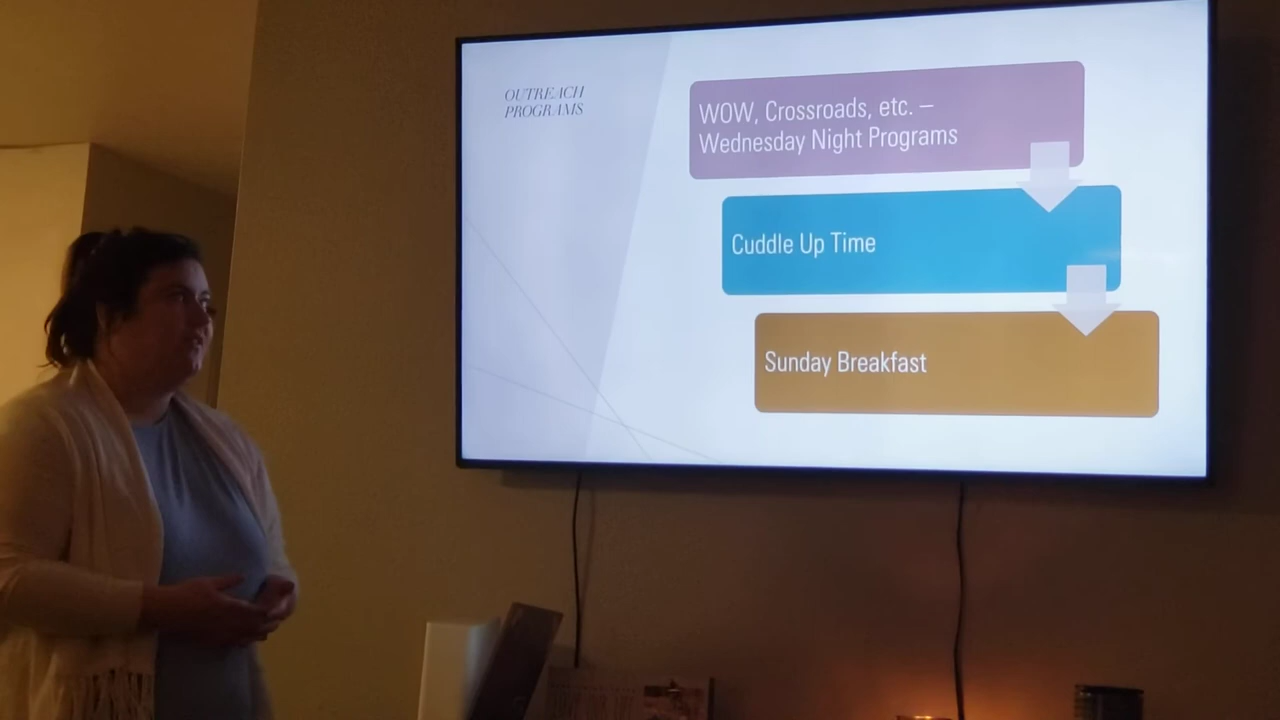 OUTREACH
PROGRAMS
WOW, Crossroads, etc. –
Wednesday Night Programs
Cuddle Up Time
Sunday Breakfast